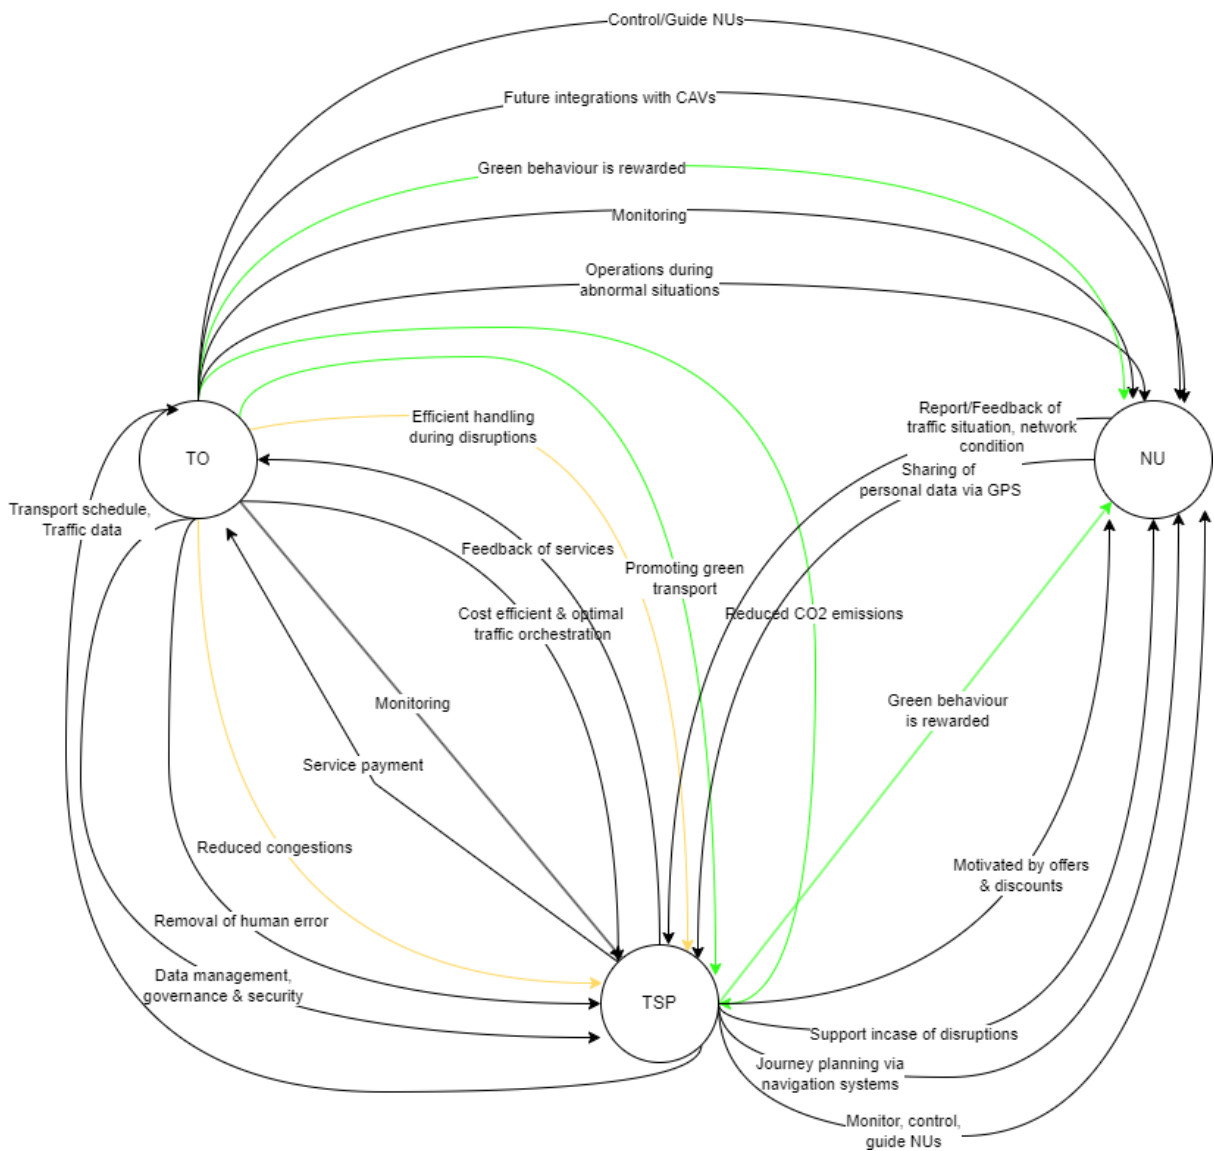 Control/Guide NUs
Future integrations with CAVs
Green behaviour is rewarded
Monitoring
Operations during
abnormal situations
Efficient handling
during disruptions
Report/Feedback of
traffic situation, network
condition
TO
NU
Sharing of
personal data via GPS
Transport schedule,
Traffic data
Feedback of services
Promoting green
transport
Cost efficient & optimal
traffic orchestration
Reduced CO2 emissions
Monitoring
Green behaviour
is rewarded
Service payment
Reduced congestions
Motivated by offers
& discounts
Removal of human error
Data management,
governance & security
TSP
Support incase of disruptions
Journey planning via
navigation systems
Monitor, control,
guide NUs